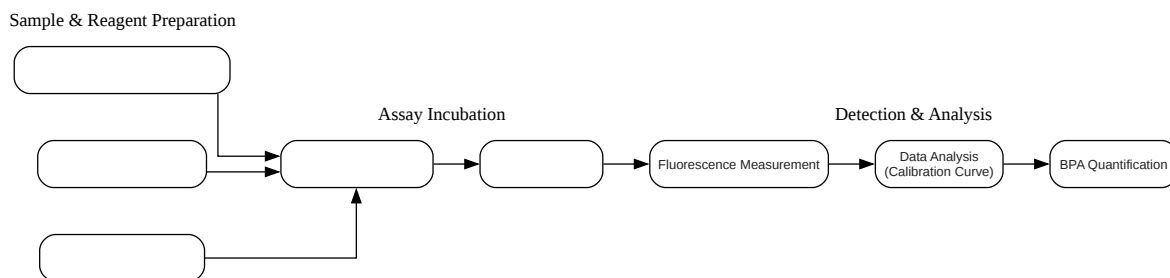 Sample & Reagent Preparation
Assay Incubation
Detection & Analysis
Fluorescence Measurement
Data Analysis
(Calibration Curve)
BPA Quantification